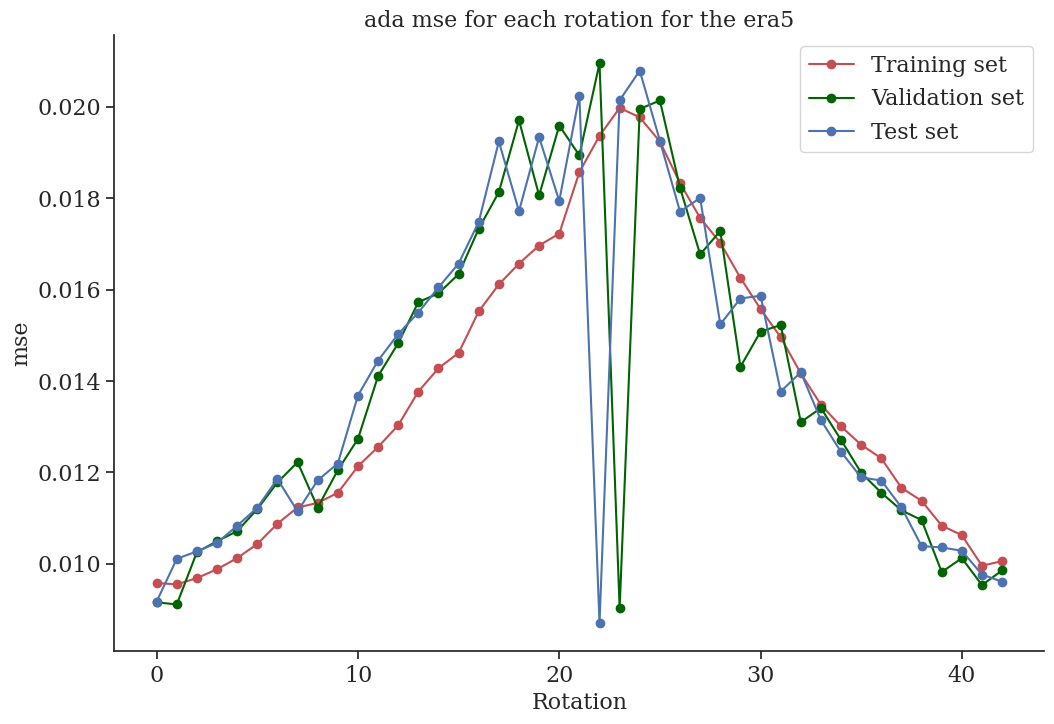 ada mse for each rotation for the era5
Training set
Validation set
Test set
0.020
0.018
0.016
0.014
0.012
0.010
mse
0
10
20
30
40
Rotation